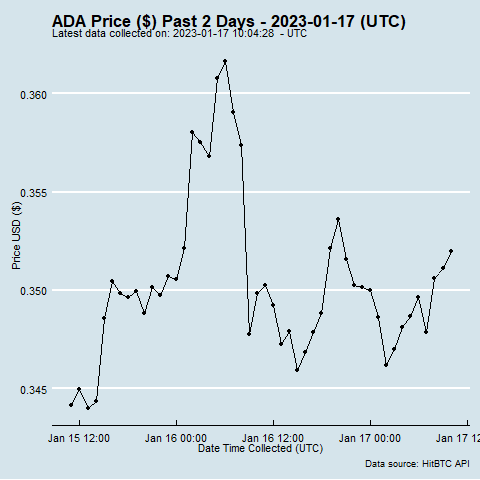 ADA Price ($) Past 2 Days - 2023-01-17 (UTC)
Latest data collected on: 2023-01-17 10:04:28 - UTC
0.360
0.355
0.350
0.345
Price USD ($)
Jan 15 12:00 Jan 16 00:00 Jan 16 12:00 Jan 17 00:00 Jan 17 12
Date Time Collected (UTC)
Data source: HitBTC API